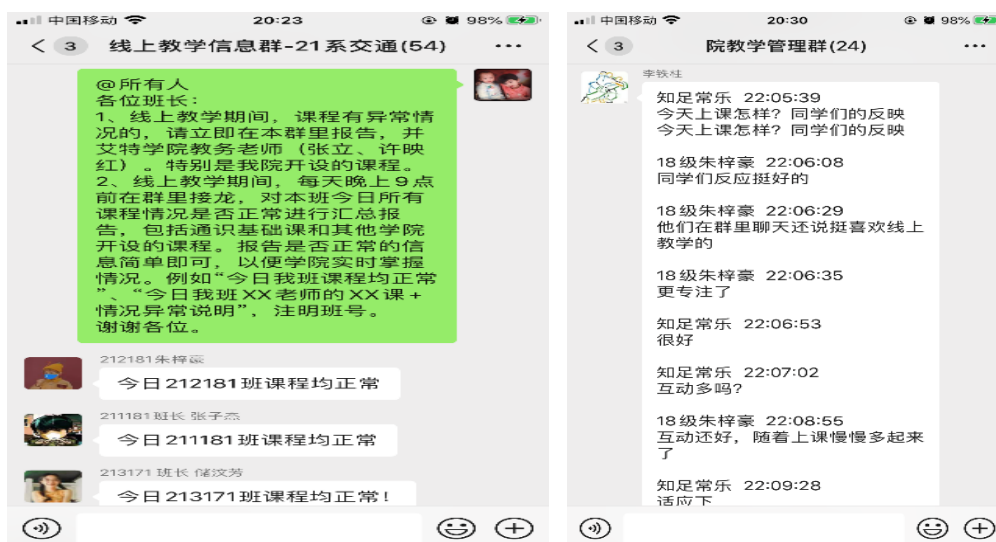 中国移动 20:23 98%
3 线上教学信息群-21系交通(54)
@所有人
各位班长：
1、线上教学期间，课程有异常情
况的，请立即在本群里报告，并
艾特学院教务老师（张立、许映
红）。特别是我院开设的课程。
2、线上教学期间，每天晚上9点
前在群里接龙，对本班今日所有
课程情况是否正常进行汇总报
告，包括通识基础课和其他学院
开设的课程。报告是否正常的信
息简单即可，以便学院实时掌握
情况。例如“今日我班课程均正常
”、“今日我班XX老师的XX课+
情况异常说明”，注明班号。
谢谢各位。
212181朱梓豪
今日212181班课程均正常
211181班长 张子杰
今日211181班课程均正常
213171班长 储汶芳
今日213171班课程均正常！
中国移动 20:30 98%
3 院教学管理群(24)
李铁柱
知足常乐 22:05:39
今天上课怎样？同学们的反映
今天上课怎样？同学们的反映
18级朱梓豪 22:06:08
同学们反应挺好的
18级朱梓豪 22:06:29
他们在群里聊天还说挺喜欢线上
教学的
18级朱梓豪 22:06:35
更专注了
知足常乐 22:06:53
很好
知足常乐 22:07:02
互动多吗？
18级朱梓豪 22:08:55
互动还好，随着上课慢慢多起来
了
知足常乐 22:09:28
适应下